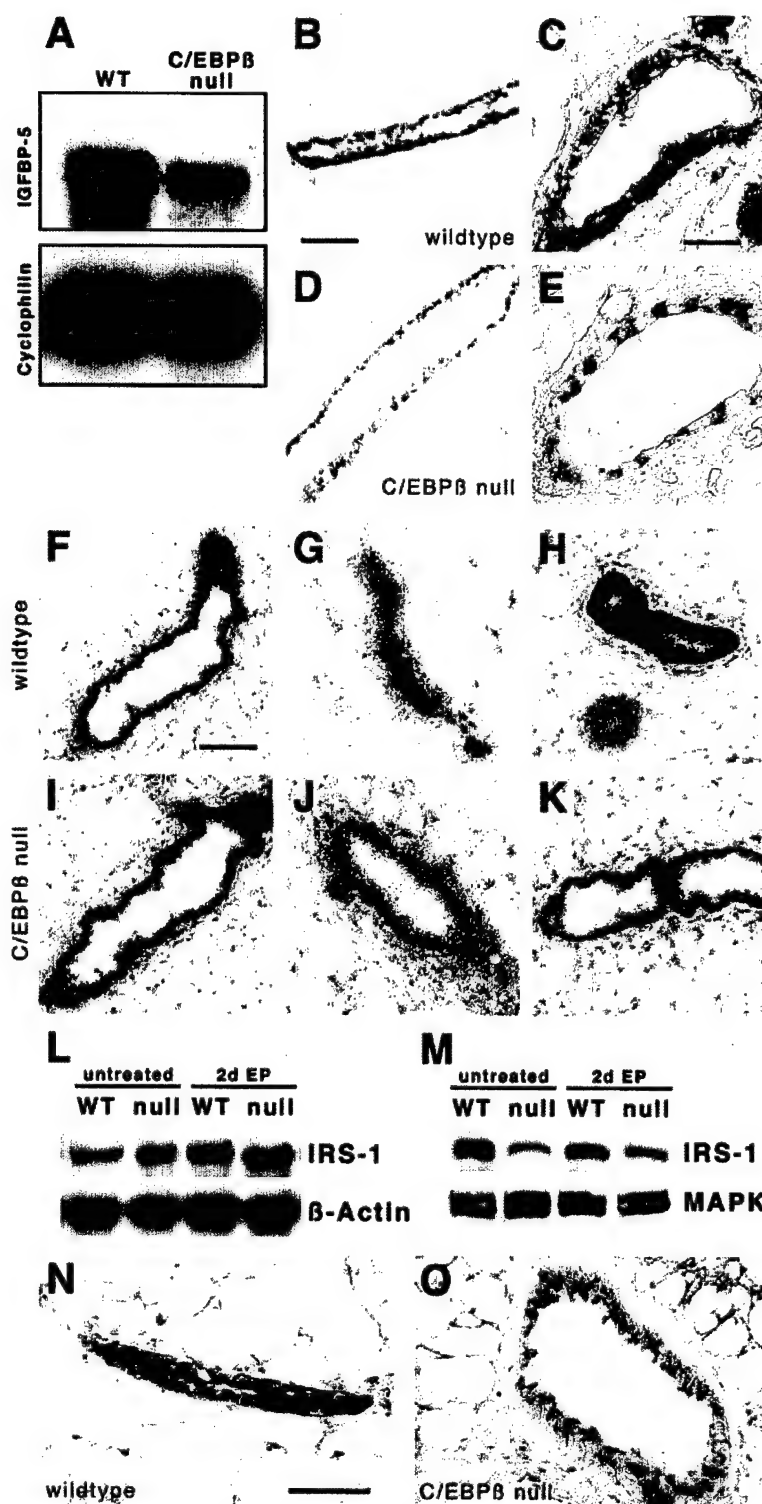 A
WT
C/EBPß
null
IGFBP-5
Cyclophilin
B
C
wildtype
D
E
C/EBPß null
wildtype
F
G
H
C/EBPß null
I
J
K
L
untreated 2d EP
WT null WT null
IRS-1
ß-Actin
M
untreated 2d EP
WT null WT null
IRS-1
MAPK
N
wildtype
O
C/EBPß null